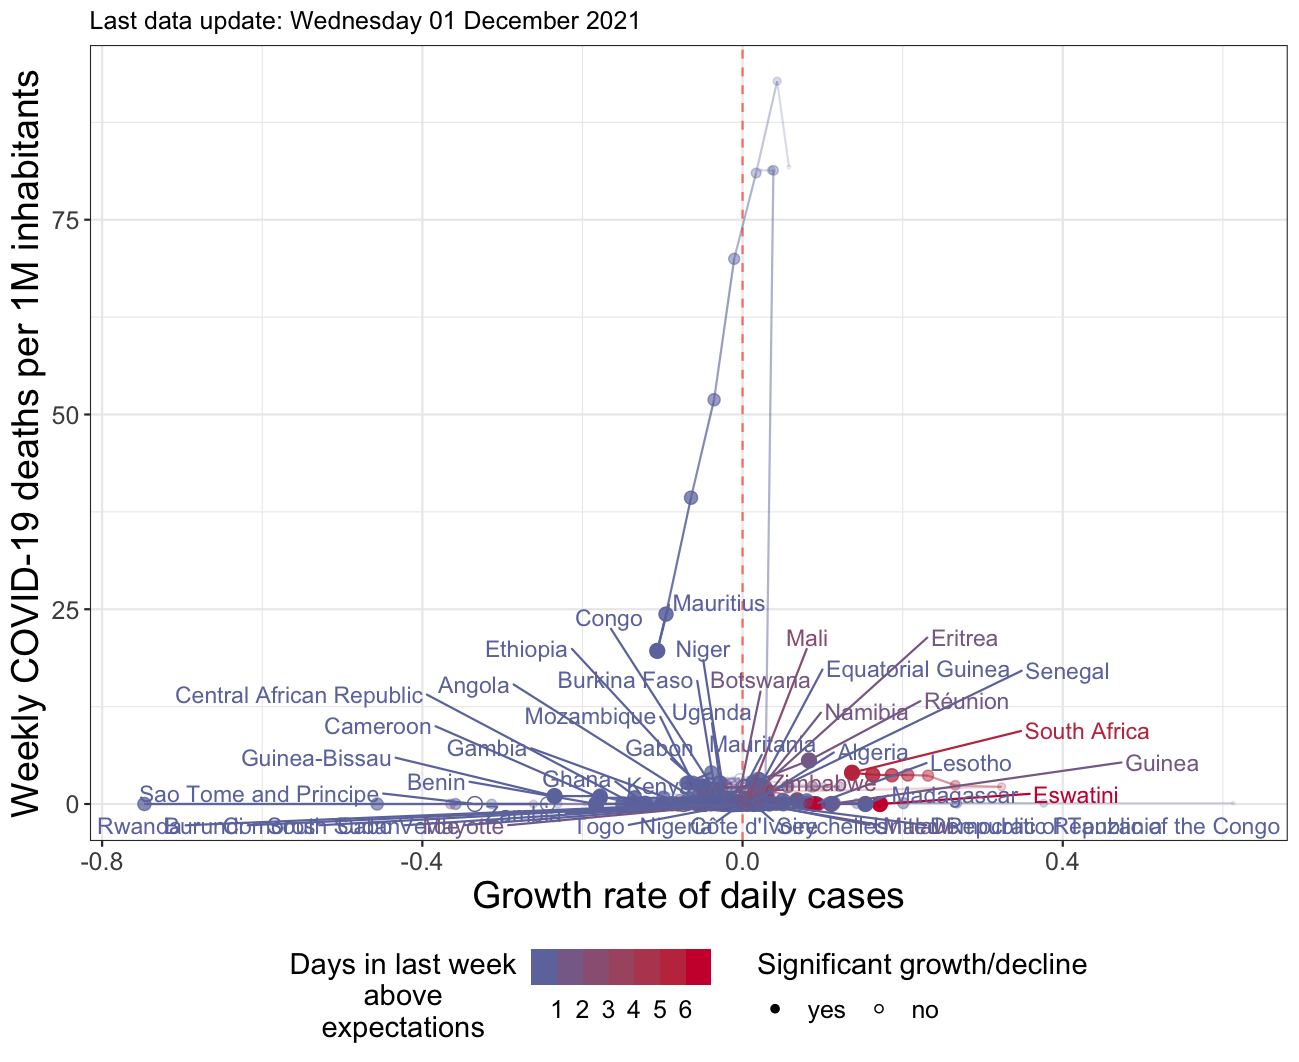 Last data update: Wednesday 01 December 2021
Weekly COVID-19 deaths per 1M inhabitants
75
50
25
0
Mauritius
Congo
Mali
Eritrea
Ethiopia
Niger
Equatorial Guinea
Senegal
Central African Republic
Angola
Burkina Faso
Botswana
Réunion
Cameroon
Mozambique
Uganda
Namibia
South Africa
Guinea-Bissau
Gambia
Gabon
Mauritania
Algeria
Lesotho
Guinea
Sao Tome and Principe
Benin
Ghana
Zimbabwe
Madagascar
Eswatini
Rwanda
Burundi
Mayotte
Togo
Nigeria
Côte d'Ivoire
Seychelles
Democratic Republic of the Congo
-0.8
-0.4
0.0
0.4
Growth rate of daily cases
Days in last week
above
expectations
1 2 3 4 5 6
Significant growth/decline
yes
no